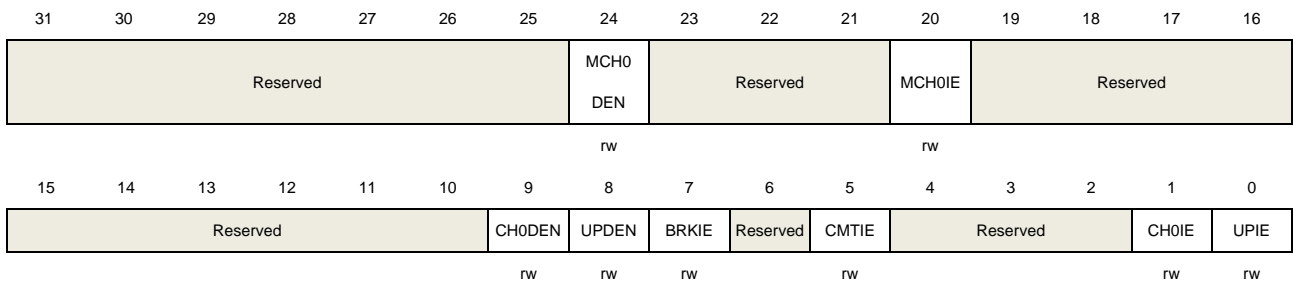 31 30 29 28 27 26 25 24 23 22 21 20 19 18 17 16
Reserved MCH0 DEN Reserved MCH0IE Reserved
rw rw
15 14 13 12 11 10 9 8 7 6 5 4 3 2 1 0
Reserved CH0DEN UPDEN BRKIE Reserved CMTIE Reserved CH0IE UPIE
rw rw rw rw rw rw